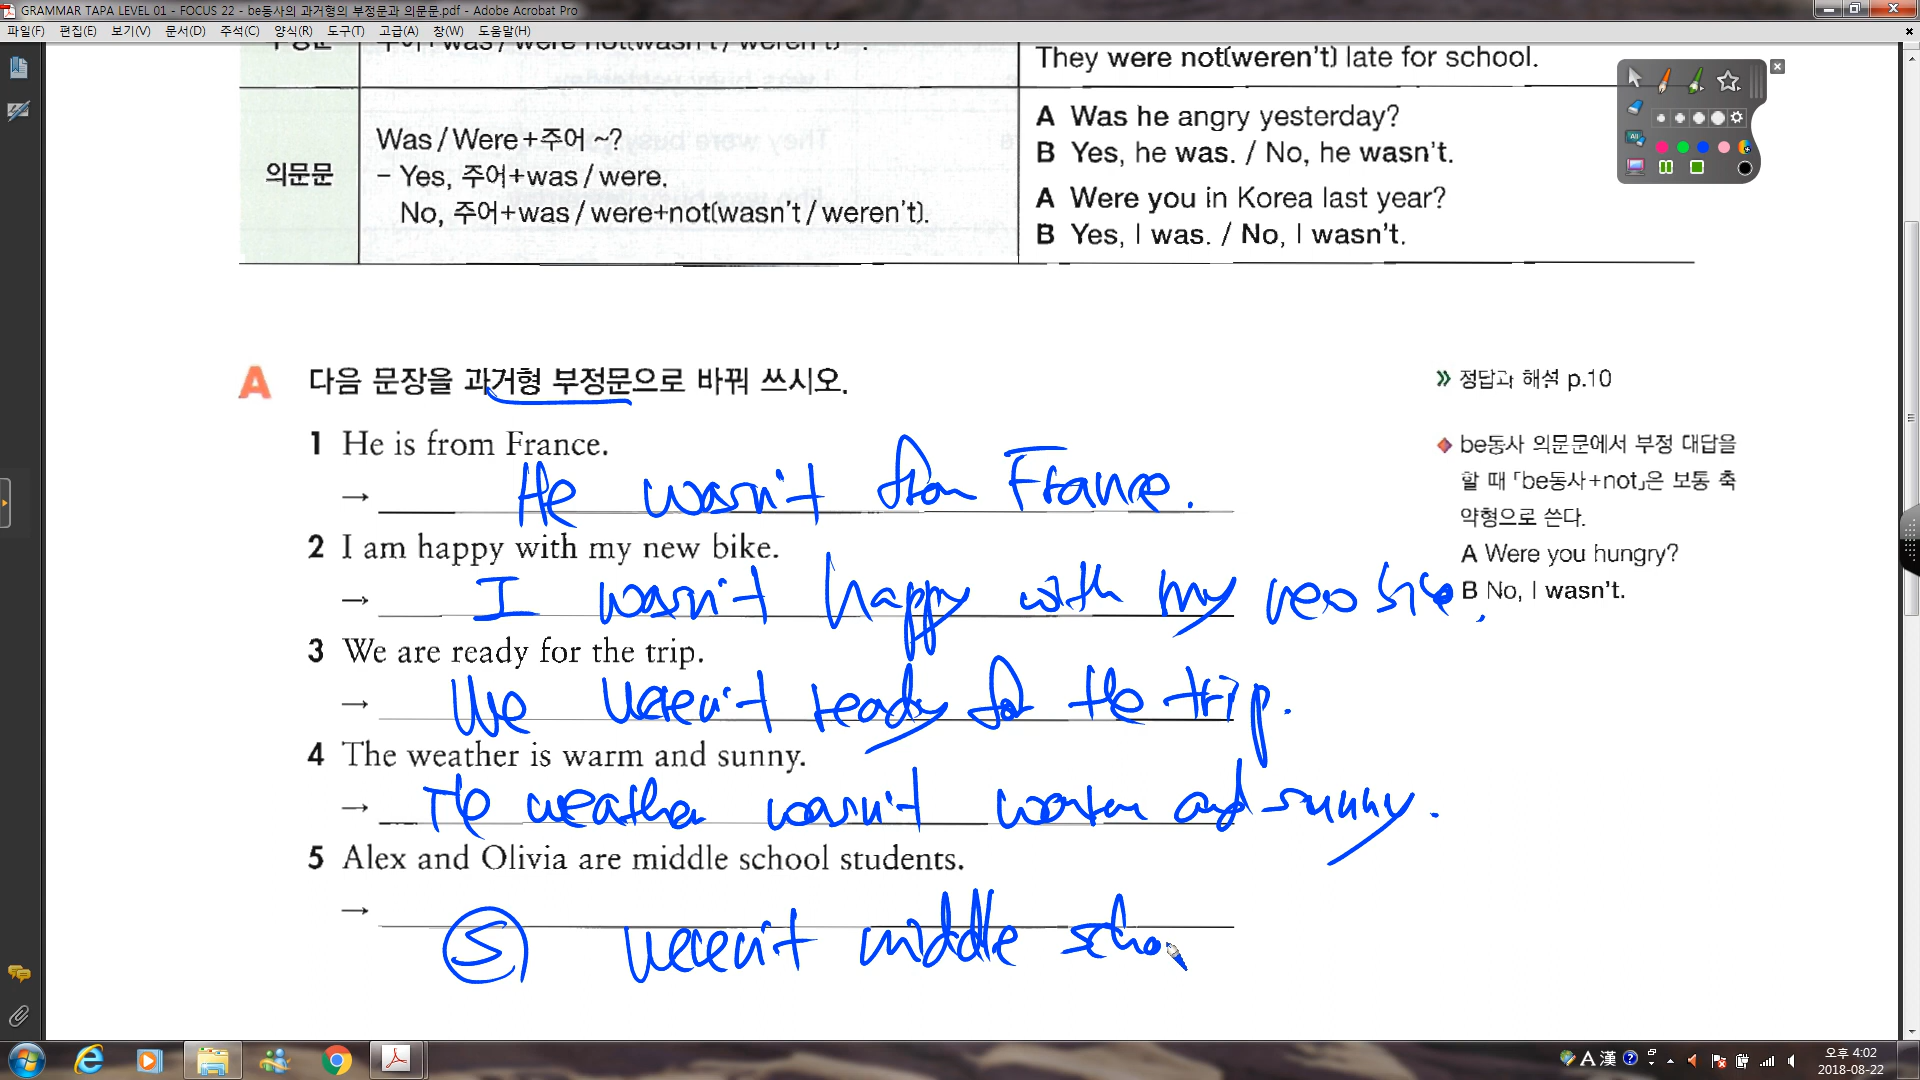 GRAMMAR TAPA LEVEL 01 - FOCUS 22 - be동사의 과거형의 부정문과 의문문.pdf - Adobe Acrobat Pro
파일(F) 편집(E) 보기(V) 문서(D) 주석(C) 양식(R) 도구(T) 고급(A) 창(W) 도움말(H)
They were not(weren't) late for school.
의문문
Was / Were +주어 ~?
– Yes, 주어+was / were.
No, 주어+was / were+not(wasn't / weren't).
A Was he angry yesterday?
B Yes, he was. / No, he wasn't.
A Were you in Korea last year?
B Yes, I was. / No, I wasn't.
A 다음 문장을 과거형 부정문으로 바꿔 쓰시오.
» 정답과 해설 p.10
1 He is from France.
→ He wasn't from France.
2 I am happy with my new bike.
→ I wasn't happy with my new bike.
3 We are ready for the trip.
→ We weren't ready for the trip.
4 The weather is warm and sunny.
→ The weather wasn't warm and sunny.
5 Alex and Olivia are middle school students.
→ S weren't middle schoo
be동사 의문문에서 부정 대답을
할 때 「be동사+not」은 보통 축
약형으로 쓴다.
A Were you hungry?
B No, I wasn't.
A 漢
오후 4:02
2018-08-22